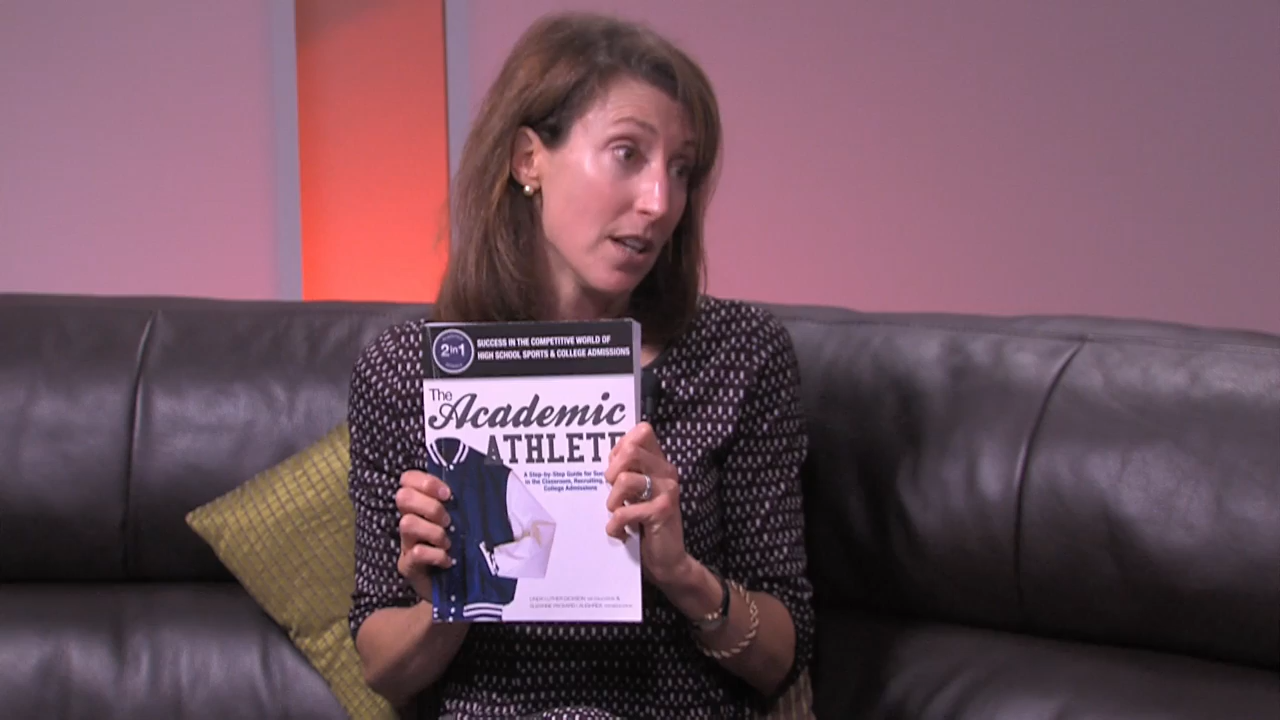 2in1
SUCCESS IN THE COMPETITIVE WORLD OF
HIGH SCHOOL SPORTS & COLLEGE ADMISSIONS
The
Academic
ATHLETE
A Step-by-Step Guide for
in the Classroom, Recruiting,
College Admissions